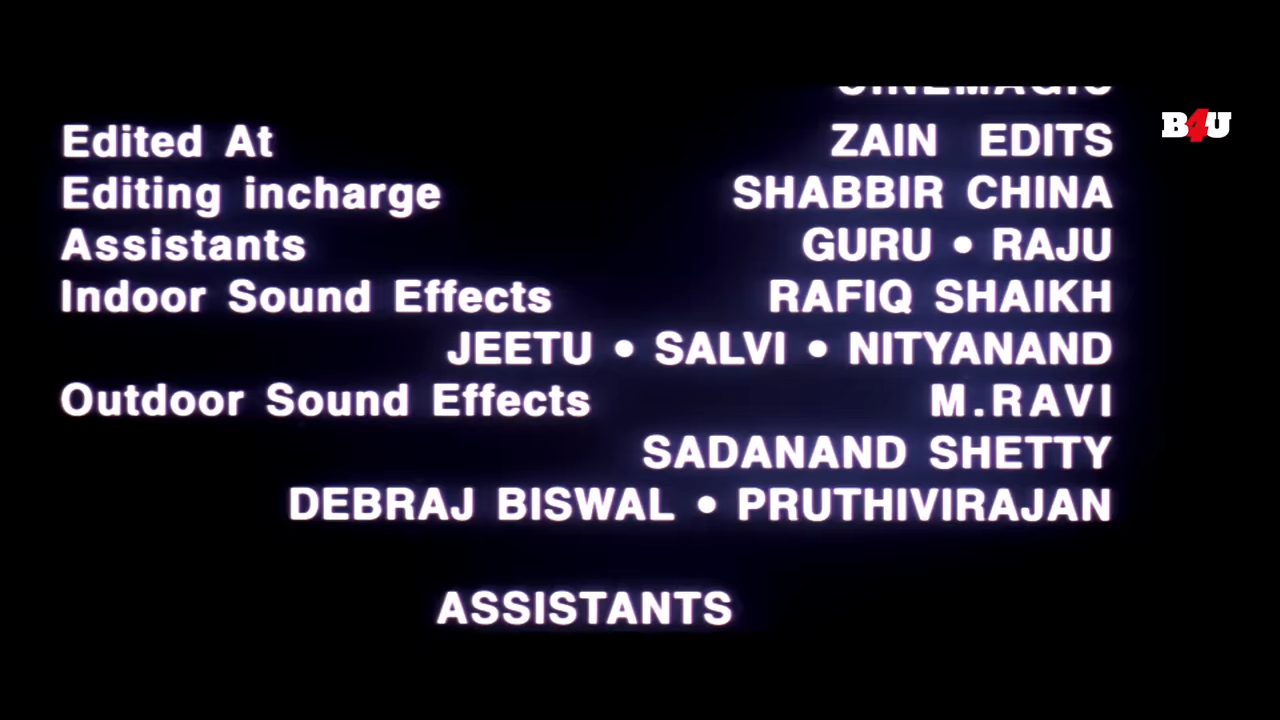 CINEMAGIC
B4U
Edited At ZAIN EDITS
Editing incharge SHABBIR CHINA
Assistants GURU • RAJU
Indoor Sound Effects RAFIQ SHAIKH
JEETU • SALVI • NITYANAND
Outdoor Sound Effects M.RAVI
SADANAND SHETTY
DEBRAJ BISWAL • PRUTHIVIRAJAN
ASSISTANTS